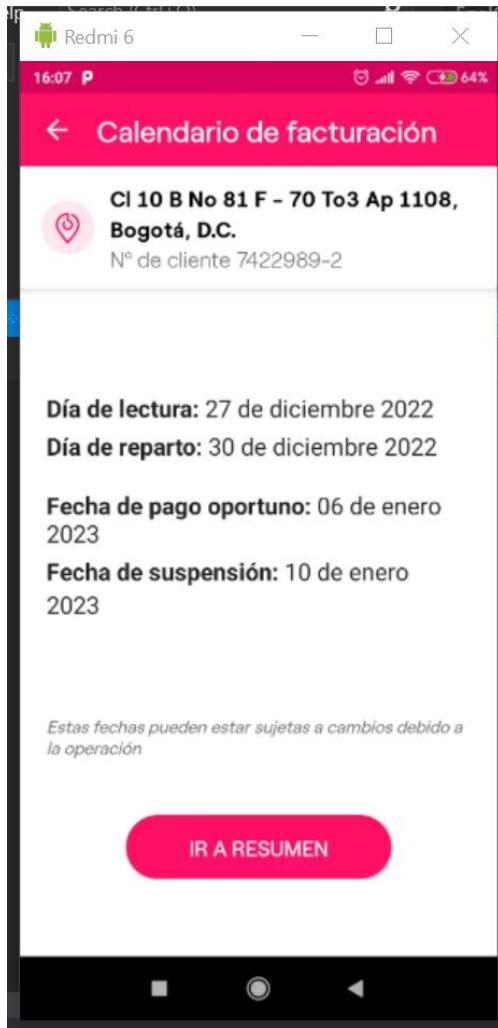 Redmi 6
16:07
64%
Calendario de facturación
Cl 10 B No 81 F - 70 To3 Ap 1108,
Bogotá, D.C.
N° de cliente 7422989-2
Día de lectura: 27 de diciembre 2022
Día de reparto: 30 de diciembre 2022
Fecha de pago oportuno: 06 de enero
2023
Fecha de suspensión: 10 de enero
2023
Estas fechas pueden estar sujetas a cambios debido a
la operación
IR A RESUMEN